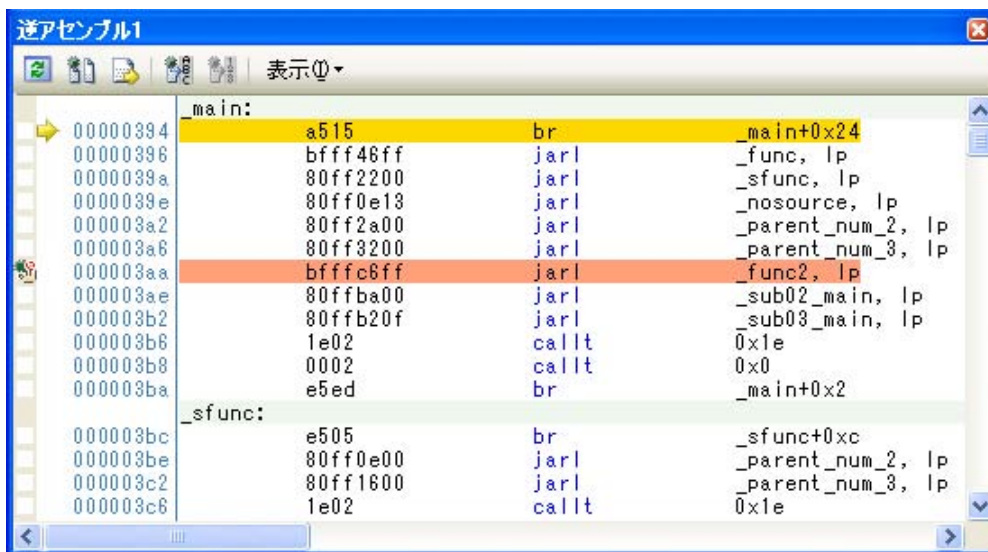 逆アセンブル1
表示(I)
_main:
00000394 a515 br _main+0x24
00000396 bfff46ff jarl _func, lp
0000039a 80ff2200 jarl _sfunc, lp
0000039e 80ff0e13 jarl _nosource, lp
000003a2 80ff2a00 jarl _parent_num_2, lp
000003a6 80ff3200 jarl _parent_num_3, lp
000003aa bfffc6ff jarl _func2, lp
000003ae 80ffba00 jarl _sub02_main, lp
000003b2 80ffb20f jarl _sub03_main, lp
000003b6 1e02 callt 0x1e
000003b8 0002 callt 0x0
000003ba e5ed br _main+0x2
_sfunc:
000003bc e505 br _sfunc+0xc
000003be 80ff0e00 jarl _parent_num_2, lp
000003c2 80ff1600 jarl _parent_num_3, lp
000003c6 1e02 callt 0x1e